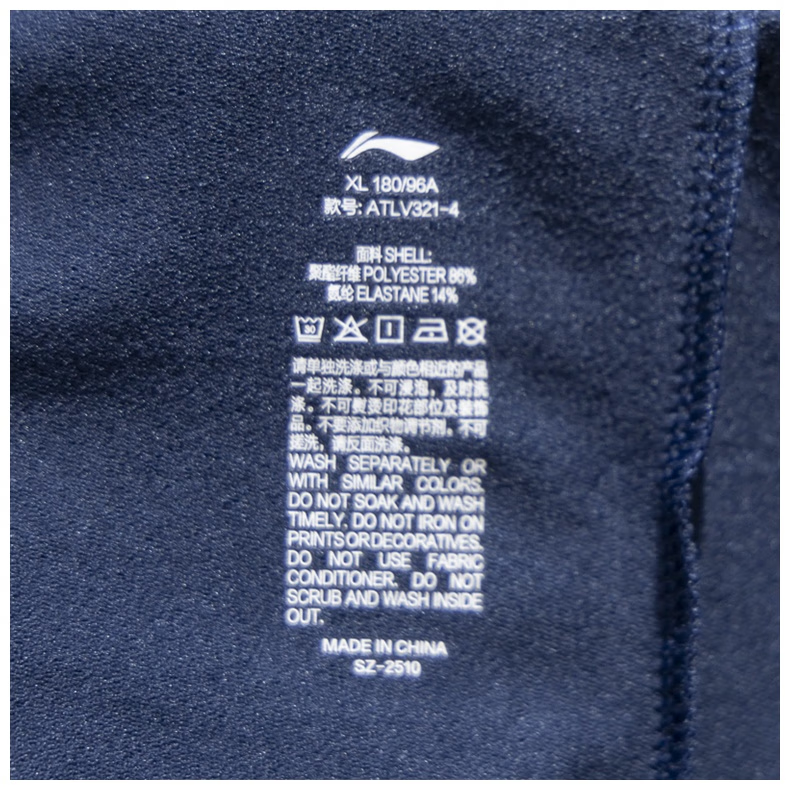 XL 180/96A
款号: ATLV321-4
面料 SHELL:
聚酯纤维 POLYESTER 86%
氨纶 ELASTANE 14%
30
请单独洗涤或与颜色相近的产品
一起洗涤。不可浸泡，及时洗
涤。不可熨烫印花部位及装饰
品。不要添加织物调节剂。不可
搓洗，请反面洗涤。
WASH SEPARATELY OR
WITH SIMILAR COLORS.
DO NOT SOAK AND WASH
TIMELY. DO NOT IRON ON
PRINTS OR DECORATIVES.
DO NOT USE FABRIC
CONDITIONER. DO NOT
SCRUB AND WASH INSIDE
OUT.
MADE IN CHINA
SZ-2510